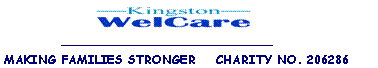 Kingston
WelCare
MAKING FAMILIES STRONGER CHARITY NO. 206286